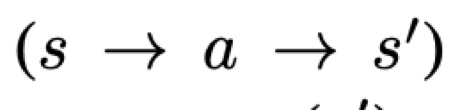 (s → a → s′)